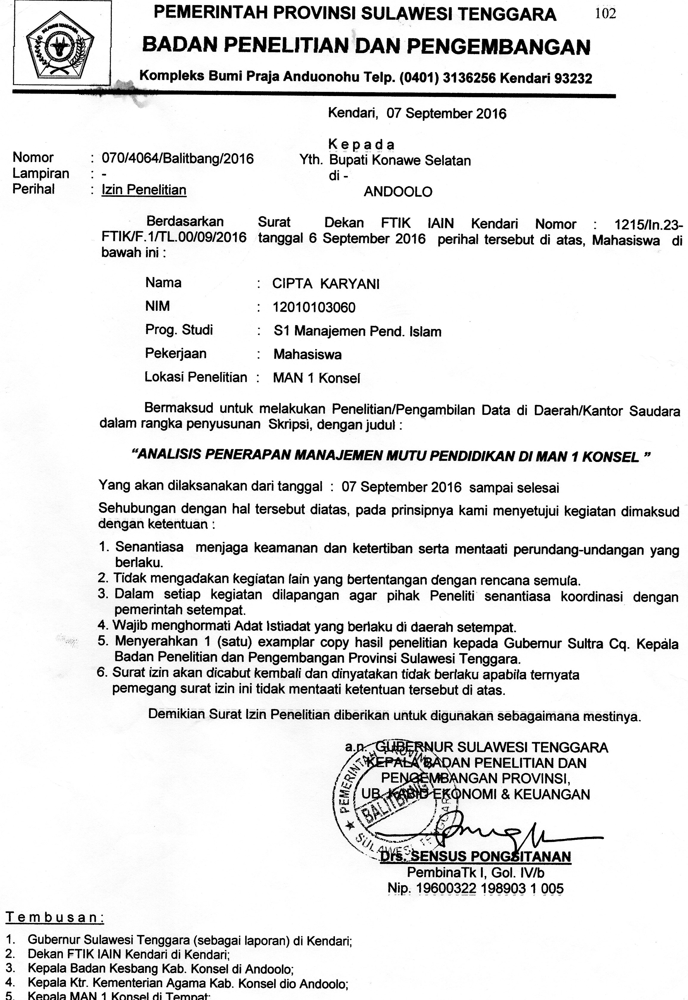 PEMERINTAH PROVINSI SULAWESI TENGGARA 102
SULAWESI TENGGARA
BADAN PENELITIAN DAN PENGEMBANGAN
Kompleks Bumi Praja Anduonohu Telp. (0401) 3136256 Kendari 93232
Kendari, 07 September 2016
K e p a d a
Nomor : 070/4064/Balitbang/2016 Yth. Bupati Konawe Selatan
Lampiran : - di -
Perihal : Izin Penelitian ANDOOLO
Berdasarkan Surat Dekan FTIK IAIN Kendari Nomor : 1215/In.23-
FTIK/F.1/TL.00/09/2016 tanggal 6 September 2016 perihal tersebut di atas, Mahasiswa di
bawah ini :
Nama : CIPTA KARYANI
NIM : 12010103060
Prog. Studi : S1 Manajemen Pend. Islam
Pekerjaan : Mahasiswa
Lokasi Penelitian : MAN 1 Konsel
Bermaksud untuk melakukan Penelitian/Pengambilan Data di Daerah/Kantor Saudara
dalam rangka penyusunan Skripsi, dengan judul :
“ANALISIS PENERAPAN MANAJEMEN MUTU PENDIDIKAN DI MAN 1 KONSEL ”
Yang akan dilaksanakan dari tanggal : 07 September 2016 sampai selesai
Sehubungan dengan hal tersebut diatas, pada prinsipnya kami menyetujui kegiatan dimaksud
dengan ketentuan :
1. Senantiasa menjaga keamanan dan ketertiban serta mentaati perundang-undangan yang
berlaku.
2. Tidak mengadakan kegiatan lain yang bertentangan dengan rencana semula.
3. Dalam setiap kegiatan dilapangan agar pihak Peneliti senantiasa koordinasi dengan
pemerintah setempat.
4. Wajib menghormati Adat Istiadat yang berlaku di daerah setempat.
5. Menyerahkan 1 (satu) examplar copy hasil penelitian kepada Gubernur Sultra Cq. Kepala
Badan Penelitian dan Pengembangan Provinsi Sulawesi Tenggara.
6. Surat izin akan dicabut kembali dan dinyatakan tidak berlaku apabila ternyata
pemegang surat izin ini tidak mentaati ketentuan tersebut di atas.
Demikian Surat Izin Penelitian diberikan untuk digunakan sebagaimana mestinya.
a.n. GUBERNUR SULAWESI TENGGARA
KEPALA BADAN PENELITIAN DAN
PENGEMBANGAN PROVINSI,
UB. KABID EKONOMI & KEUANGAN
PEMERINTAH PROVINSI
BALITBANG
SULAWESI TENGGARA
Drs. SENSUS PONGSITANAN
PembinaTk I, Gol. IV/b
Nip. 19600322 198903 1 005
T e m b u s a n :
1. Gubernur Sulawesi Tenggara (sebagai laporan) di Kendari;
2. Dekan FTIK IAIN Kendari di Kendari;
3. Kepala Badan Kesbang Kab. Konsel di Andoolo;
4. Kepala Ktr. Kementerian Agama Kab. Konsel dio Andoolo;
5. Kepala MAN 1 Konsel di Tempat;